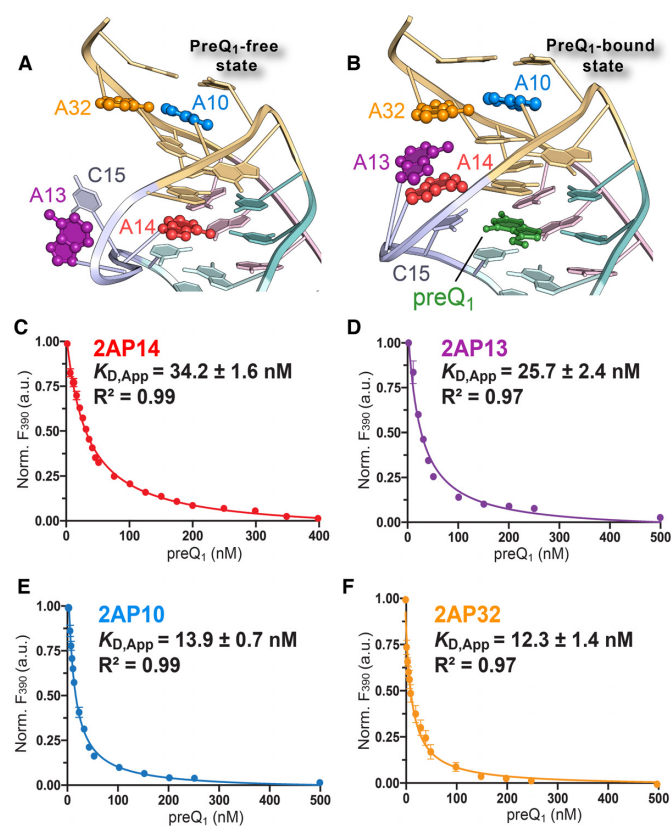 A
PreQ₁-free
state
A32
A10
C15
A13
A14
B
PreQ₁-bound
state
A10
A32
A13
A14
C15
preQ₁
C
2AP14
K_D,App = 34.2 ± 1.6 nM
R² = 0.99
1.00
0.75
0.50
0.25
0.00
Norm. F₃₉₀ (a.u.)
0 100 200 300 400
preQ₁ (nM)
D
2AP13
K_D,App = 25.7 ± 2.4 nM
R² = 0.97
1.00
0.75
0.50
0.25
0.00
Norm. F₃₉₀ (a.u.)
0 100 200 300 400 500
preQ₁ (nM)
E
2AP10
K_D,App = 13.9 ± 0.7 nM
R² = 0.99
1.00
0.75
0.50
0.25
0.00
Norm. F₃₉₀ (a.u.)
0 100 200 300 400 500
preQ₁ (nM)
F
2AP32
K_D,App = 12.3 ± 1.4 nM
R² = 0.97
1.00
0.75
0.50
0.25
0.00
Norm. F₃₉₀ (a.u.)
0 100 200 300 400 500
preQ₁ (nM)